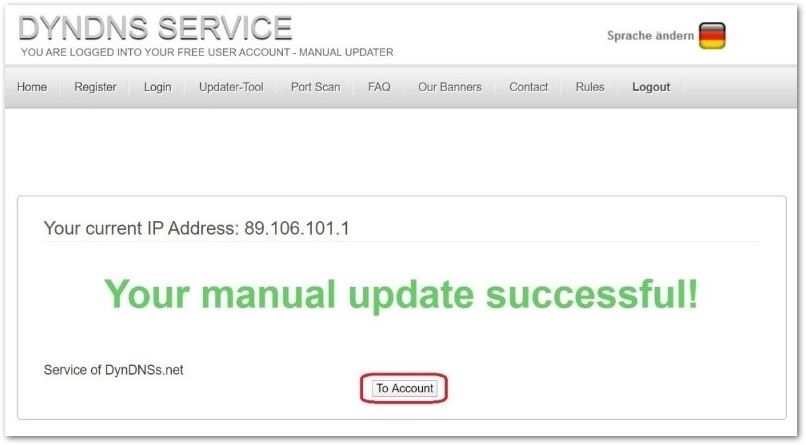 DYNDNS SERVICE
YOU ARE LOGGED INTO YOUR FREE USER ACCOUNT - MANUAL UPDATER
Sprache ändern
Home Register Login Updater-Tool Port Scan FAQ Our Banners Contact Rules Logout
Your current IP Address: 89.106.101.1
Your manual update successful!
Service of DynDNSs.net
To Account